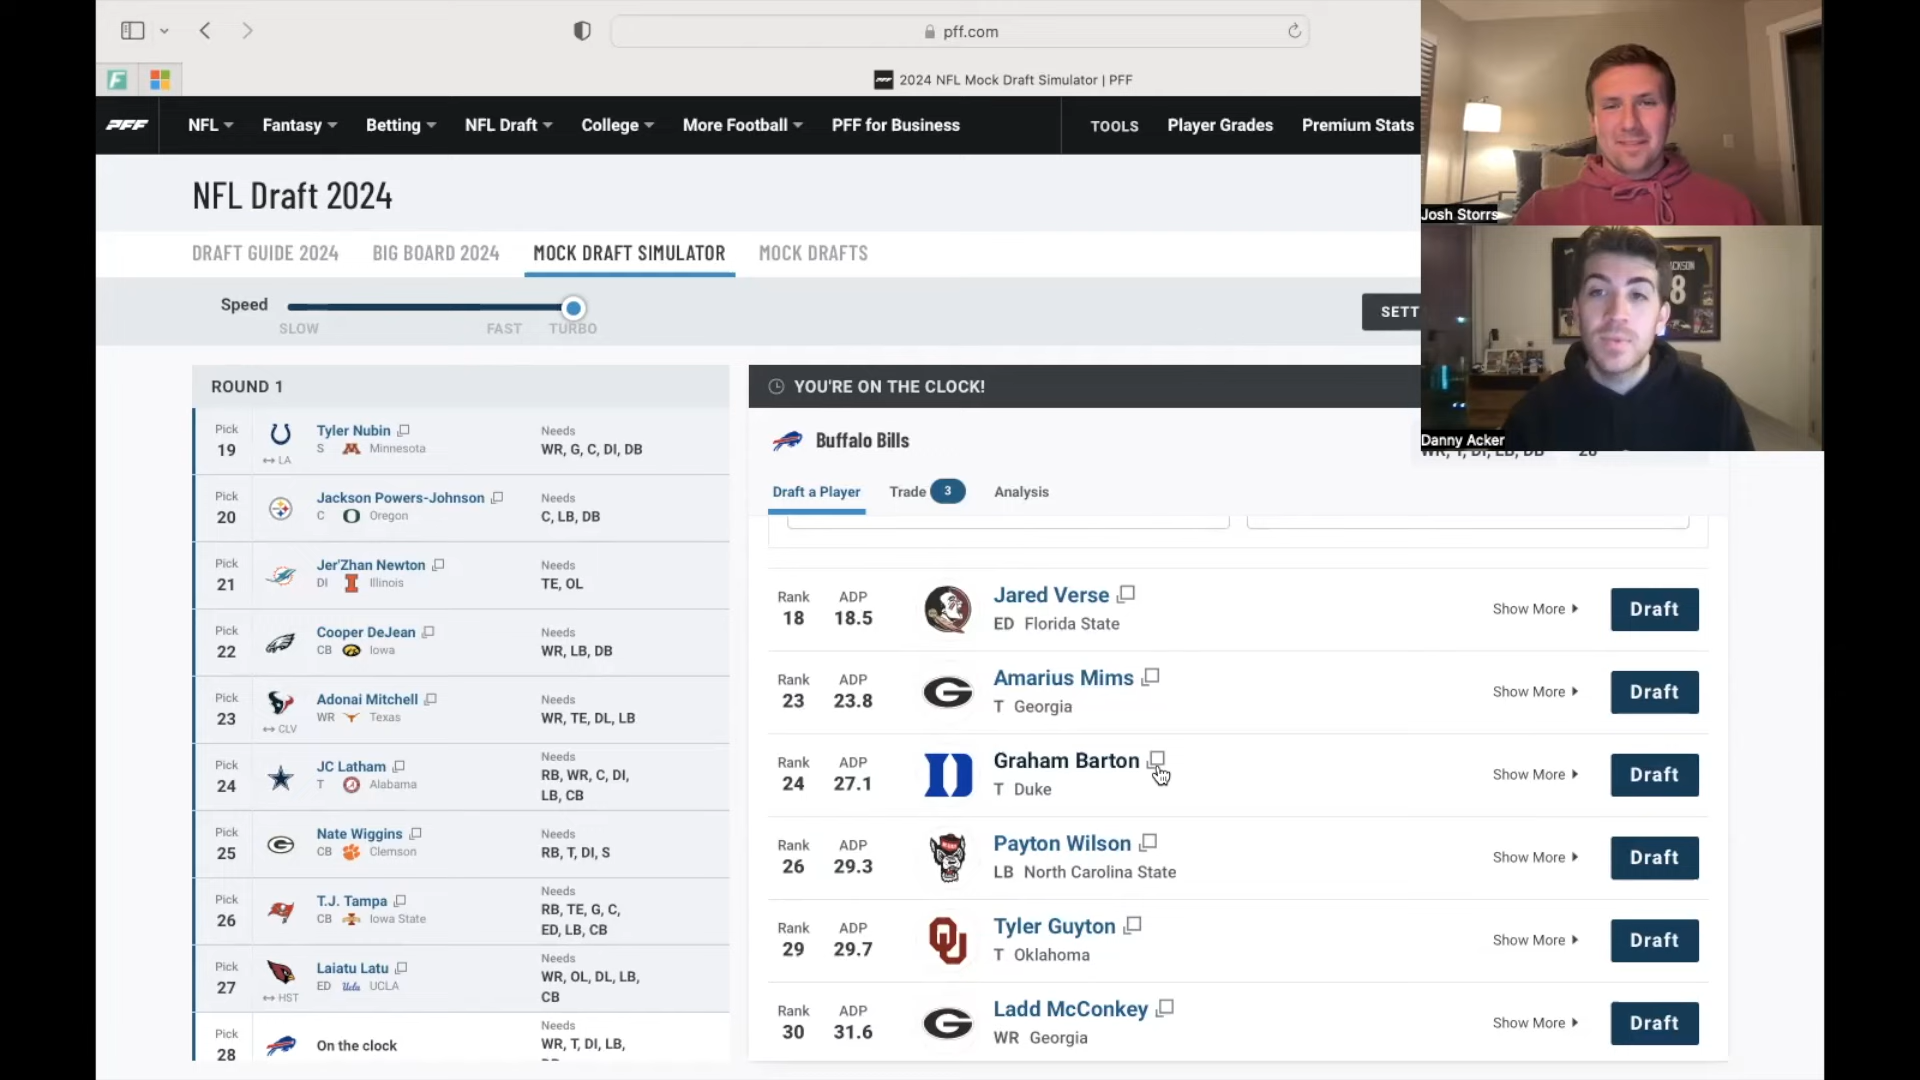 pff.com
2024 NFL Mock Draft Simulator | PFF
PFF
NFL
Fantasy
Betting
NFL Draft
College
More Football
PFF for Business
TOOLS
Player Grades
Premium Stats
NFL Draft 2024
DRAFT GUIDE 2024
BIG BOARD 2024
MOCK DRAFT SIMULATOR
MOCK DRAFTS
Speed
SLOW
FAST
TURBO
SETT
Josh Storrs
Danny Acker
ROUND 1
Pick
19
↔ LA
Tyler Nubin
S Minnesota
Needs
WR, G, C, DI, DB
Pick
20
Jackson Powers-Johnson
C Oregon
Needs
C, LB, DB
Pick
21
Jer'Zhan Newton
DI Illinois
Needs
TE, OL
Pick
22
Cooper DeJean
CB Iowa
Needs
WR, LB, DB
Pick
23
↔ CLV
Adonai Mitchell
WR Texas
Needs
WR, TE, DL, LB
Pick
24
JC Latham
T Alabama
Needs
RB, WR, C, DI,
LB, CB
Pick
25
Nate Wiggins
CB Clemson
Needs
RB, T, DI, S
Pick
26
T.J. Tampa
CB Iowa State
Needs
RB, TE, G, C,
ED, LB, CB
Pick
27
↔ HST
Laiatu Latu
ED UCLA
Needs
WR, OL, DL, LB,
CB
Pick
28
On the clock
Needs
WR, T, DI, LB,
YOU'RE ON THE CLOCK!
Buffalo Bills
WR, T, DI, LB, DB
28
Draft a Player
Trade 3
Analysis
Rank
18
ADP
18.5
Jared Verse
ED Florida State
Show More
Draft
Rank
23
ADP
23.8
Amarius Mims
T Georgia
Show More
Draft
Rank
24
ADP
27.1
Graham Barton
T Duke
Show More
Draft
Rank
26
ADP
29.3
Payton Wilson
LB North Carolina State
Show More
Draft
Rank
29
ADP
29.7
Tyler Guyton
T Oklahoma
Show More
Draft
Rank
30
ADP
31.6
Ladd McConkey
WR Georgia
Show More
Draft